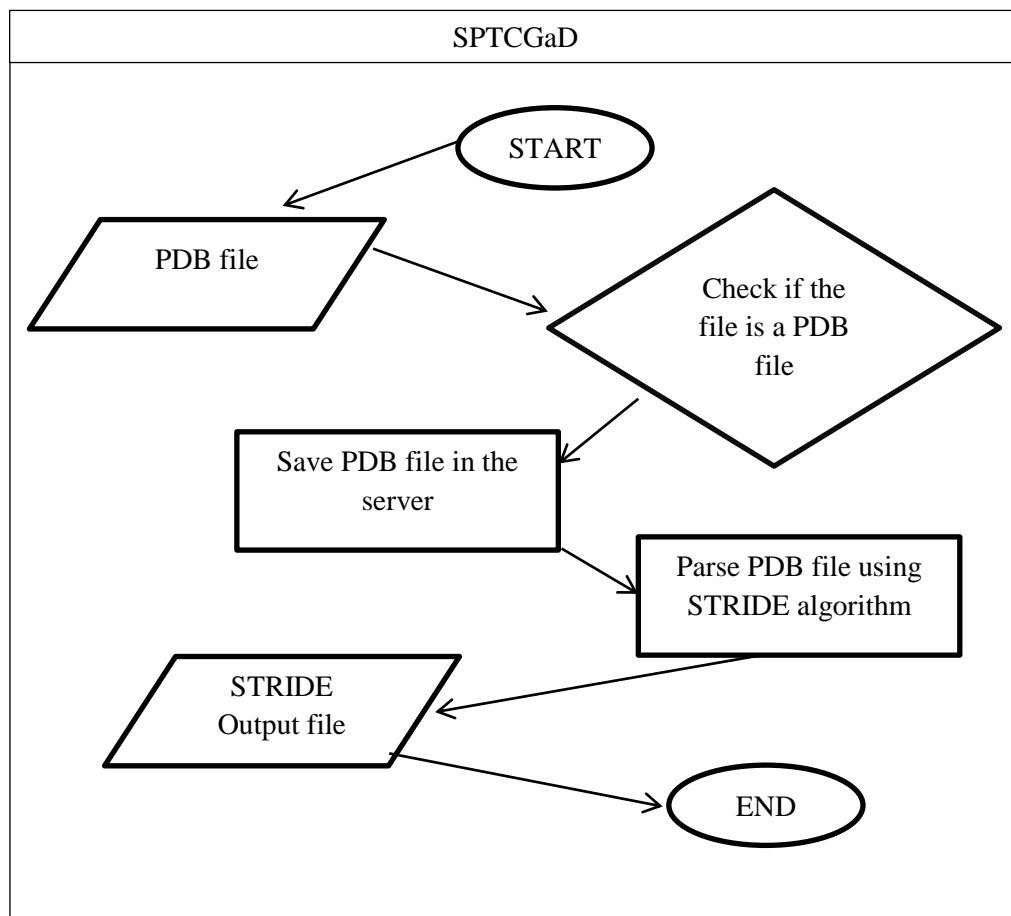 SPTCGaD
START
PDB file
Check if the
file is a PDB
file
Save PDB file in the
server
Parse PDB file using
STRIDE algorithm
STRIDE
Output file
END